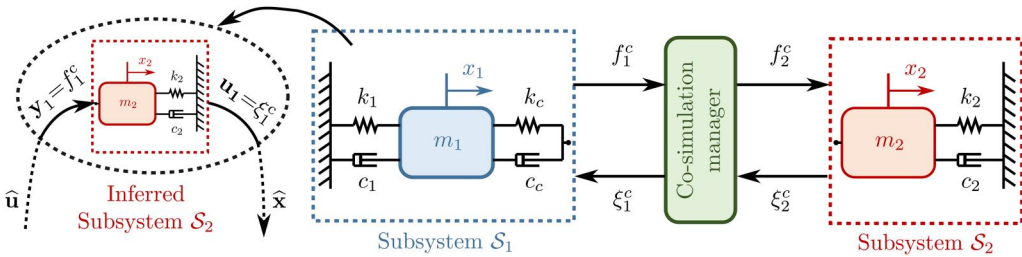 x₂
k₂
m₂
c₂
y₁=f₁ᶜ
u₁=ξ₁ᶜ
û
x̂
Inferred
Subsystem 𝒮₂
x₁
k₁
k_c
m₁
c₁
c_c
Subsystem 𝒮₁
f₁ᶜ
ξ₁ᶜ
Co-simulation
manager
f₂ᶜ
ξ₂ᶜ
x₂
k₂
m₂
c₂
Subsystem 𝒮₂